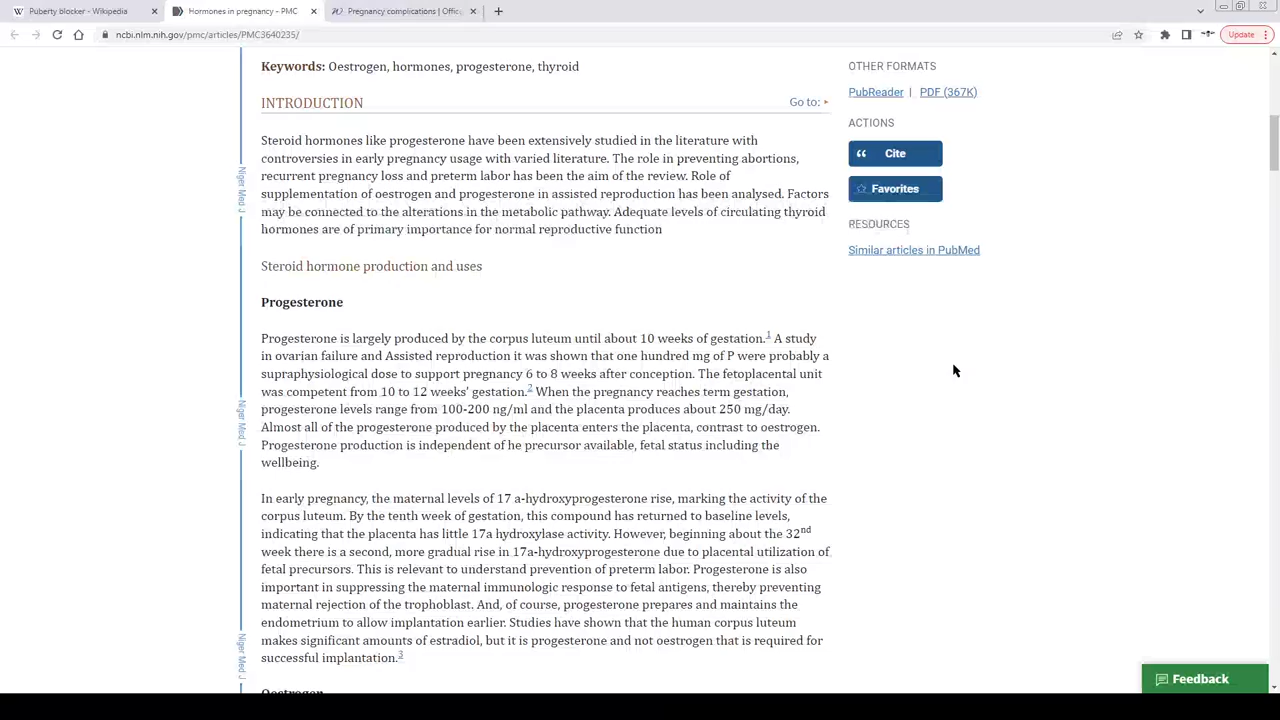 Puberty blocker - Wikipedia
Hormones in pregnancy - PMC
Pregnancy complications | Offic
ncbi.nlm.nih.gov/pmc/articles/PMC3640235/
Update
Keywords: Oestrogen, hormones, progesterone, thyroid
INTRODUCTION
Go to:
Steroid hormones like progesterone have been extensively studied in the literature with
controversies in early pregnancy usage with varied literature. The role in preventing abortions,
recurrent pregnancy loss and preterm labor has been the aim of the review. Role of
supplementation of oestrogen and progesterone in assisted reproduction has been analysed. Factors
may be connected to the alterations in the metabolic pathway. Adequate levels of circulating thyroid
hormones are of primary importance for normal reproductive function
Steroid hormone production and uses
Progesterone
Progesterone is largely produced by the corpus luteum until about 10 weeks of gestation.1 A study
in ovarian failure and Assisted reproduction it was shown that one hundred mg of P were probably a
supraphysiological dose to support pregnancy 6 to 8 weeks after conception. The fetoplacental unit
was competent from 10 to 12 weeks' gestation.2 When the pregnancy reaches term gestation,
progesterone levels range from 100-200 ng/ml and the placenta produces about 250 mg/day.
Almost all of the progesterone produced by the placenta enters the placenta, contrast to oestrogen.
Progesterone production is independent of he precursor available, fetal status including the
wellbeing.
In early pregnancy, the maternal levels of 17 a-hydroxyprogesterone rise, marking the activity of the
corpus luteum. By the tenth week of gestation, this compound has returned to baseline levels,
indicating that the placenta has little 17a hydroxylase activity. However, beginning about the 32nd
week there is a second, more gradual rise in 17a-hydroxyprogesterone due to placental utilization of
fetal precursors. This is relevant to understand prevention of preterm labor. Progesterone is also
important in suppressing the maternal immunologic response to fetal antigens, thereby preventing
maternal rejection of the trophoblast. And, of course, progesterone prepares and maintains the
endometrium to allow implantation earlier. Studies have shown that the human corpus luteum
makes significant amounts of estradiol, but it is progesterone and not oestrogen that is required for
successful implantation.3
Oestrogen
Niger Med J
Niger Med J
Niger Med J
OTHER FORMATS
PubReader | PDF (367K)
ACTIONS
Cite
Favorites
RESOURCES
Similar articles in PubMed
Feedback